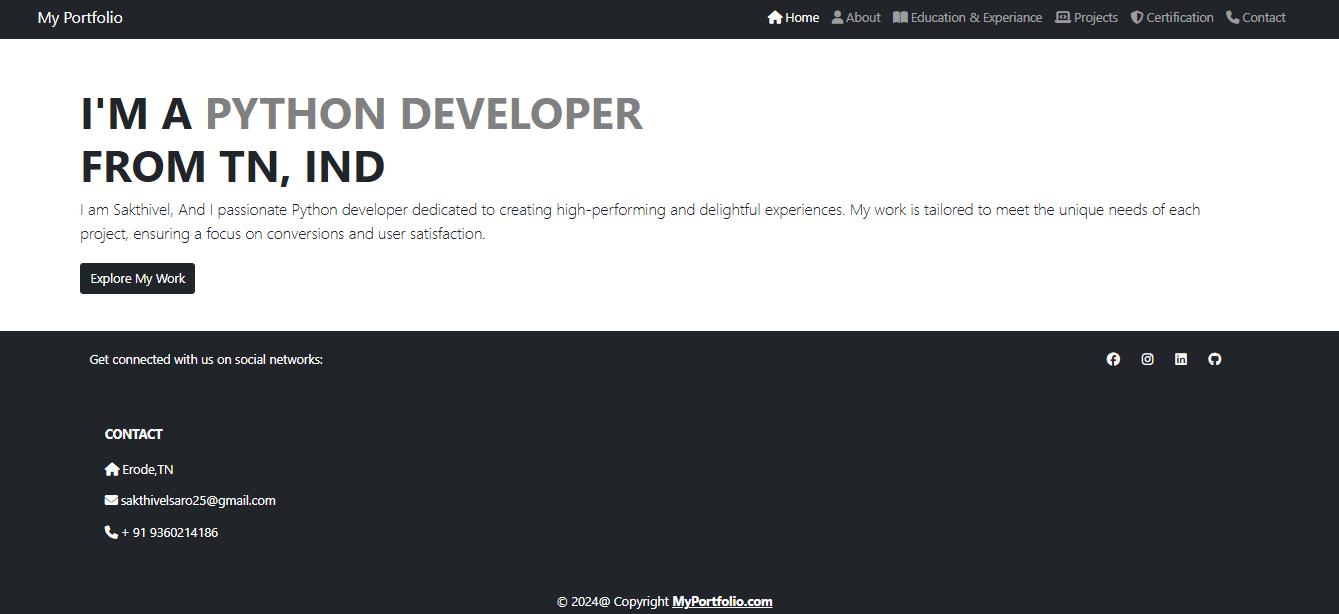 My Portfolio
Home About Education & Experiance Projects Certification Contact
I'M A PYTHON DEVELOPER
FROM TN, IND
I am Sakthivel, And I passionate Python developer dedicated to creating high-performing and delightful experiences. My work is tailored to meet the unique needs of each
project, ensuring a focus on conversions and user satisfaction.
Explore My Work
Get connected with us on social networks:
CONTACT
Erode,TN
sakthivelsaro25@gmail.com
+ 91 9360214186
© 2024@ Copyright MyPortfolio.com